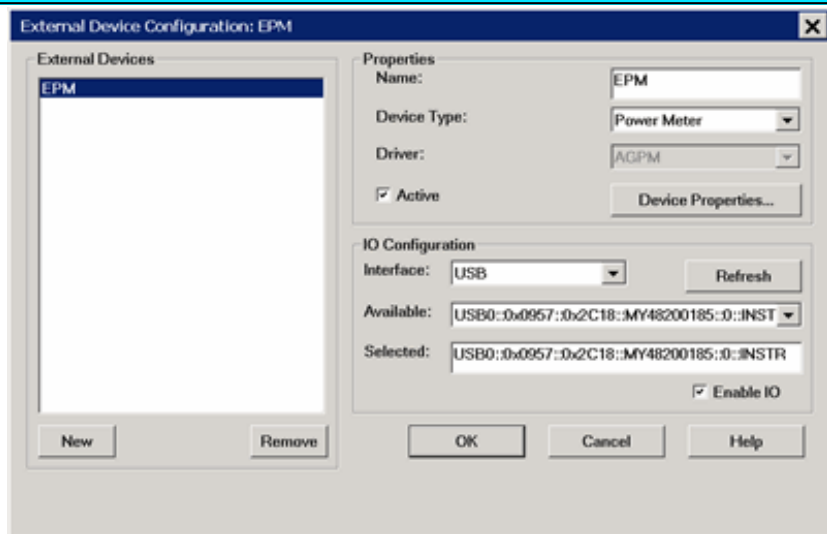 External Device Configuration: EPM
External Devices
EPM
New
Remove
Properties
Name:
EPM
Device Type:
Power Meter
Driver:
AGPM
Active
Device Properties...
IO Configuration
Interface:
USB
Refresh
Available:
USB0::0x0957::0x2C18::MY48200185::0::INST
Selected:
USB0::0x0957::0x2C18::MY48200185::0::INSTR
Enable IO
OK
Cancel
Help